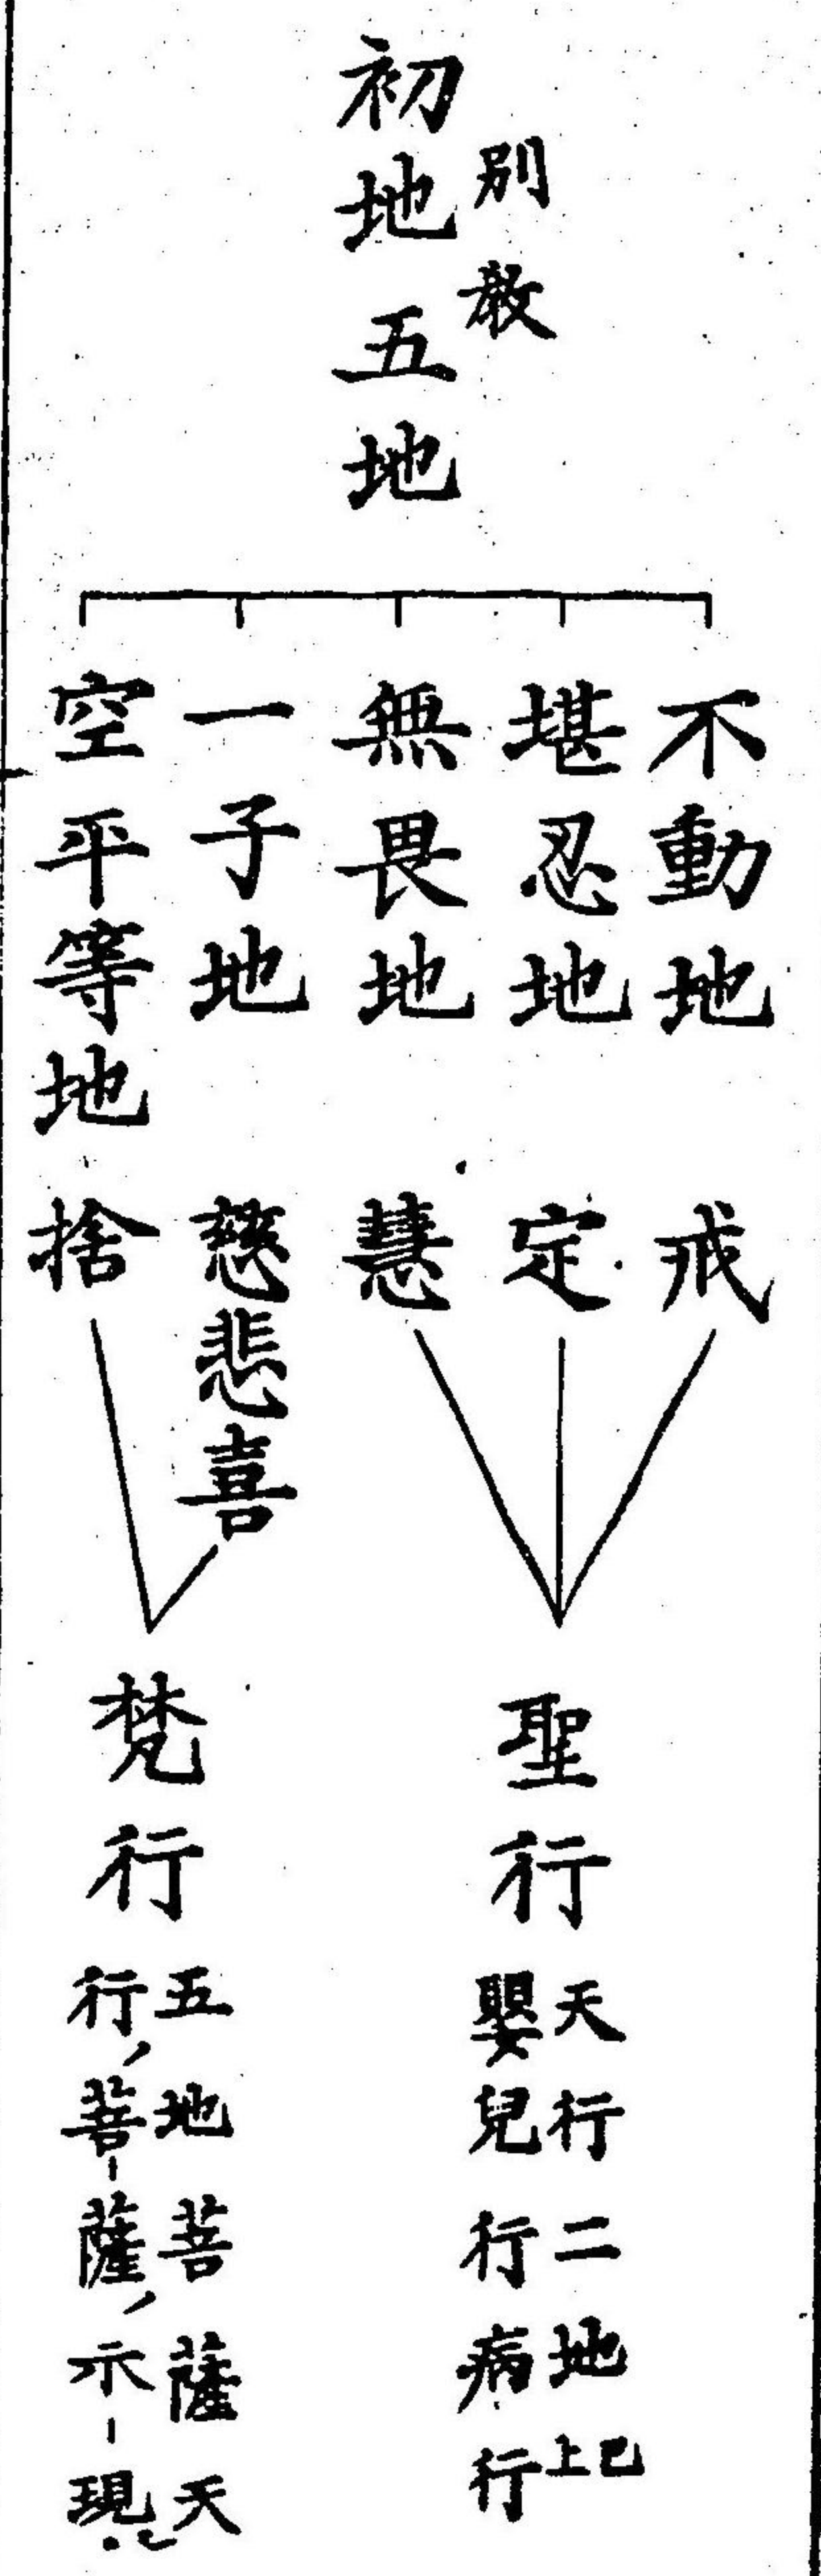 別教
初地五地
不動地 戒
堪忍地 定
無畏地 慧
一子地 慈悲喜
空平等地 捨
聖行
天行二地已上
嬰兒行病行
梵行
五地菩薩天
行菩薩示現